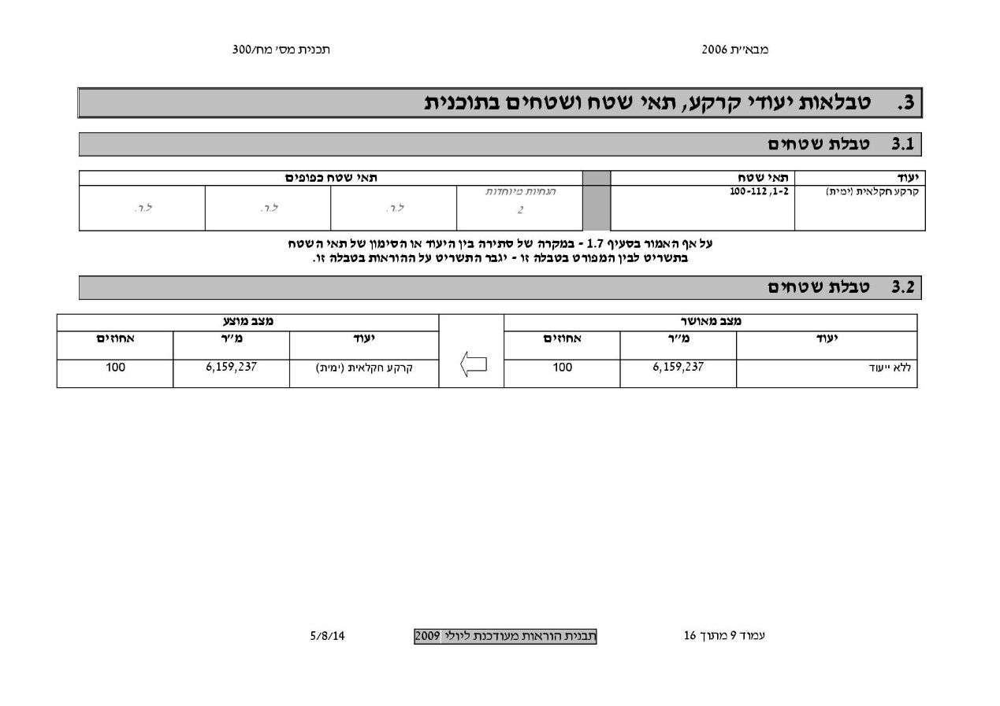 מבא״ת 2006 תכנית מס׳ מח/300
3. טבלאות יעודי קרקע, תאי שטח ושטחים בתוכנית
3.1 טבלת שטחים
יעוד תאי שטח תאי שטח כפופים
קרקע חקלאית (ימית) 1-2, 100-112 הנחיות מיוחדות
2 ל.ר. ל.ר. ל.ר.
על אף האמור בסעיף 1.7 - במקרה של סתירה בין היעוד או הסימון של תאי השטח
בתשריט לבין המפורט בטבלה זו - יגבר התשריט על ההוראות בטבלה זו.
3.2 טבלת שטחים
מצב מאושר מצב מוצע
יעוד מ״ר אחוזים יעוד מ״ר אחוזים
ללא ייעוד 6,159,237 100 קרקע חקלאית (ימית) 6,159,237 100
עמוד 9 מתוך 16 תבנית הוראות מעודכנת ליולי 2009 5/8/14